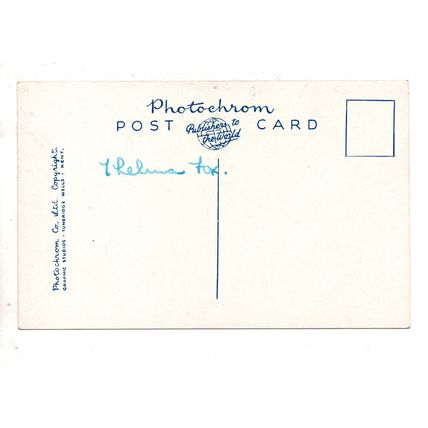 Photochrom
POST CARD
Publishers to
the World
Thelma Fox.
Photochrom Co. Ltd. Copyright.
GRAPHIC STUDIOS · TUNBRIDGE WELLS · KENT.